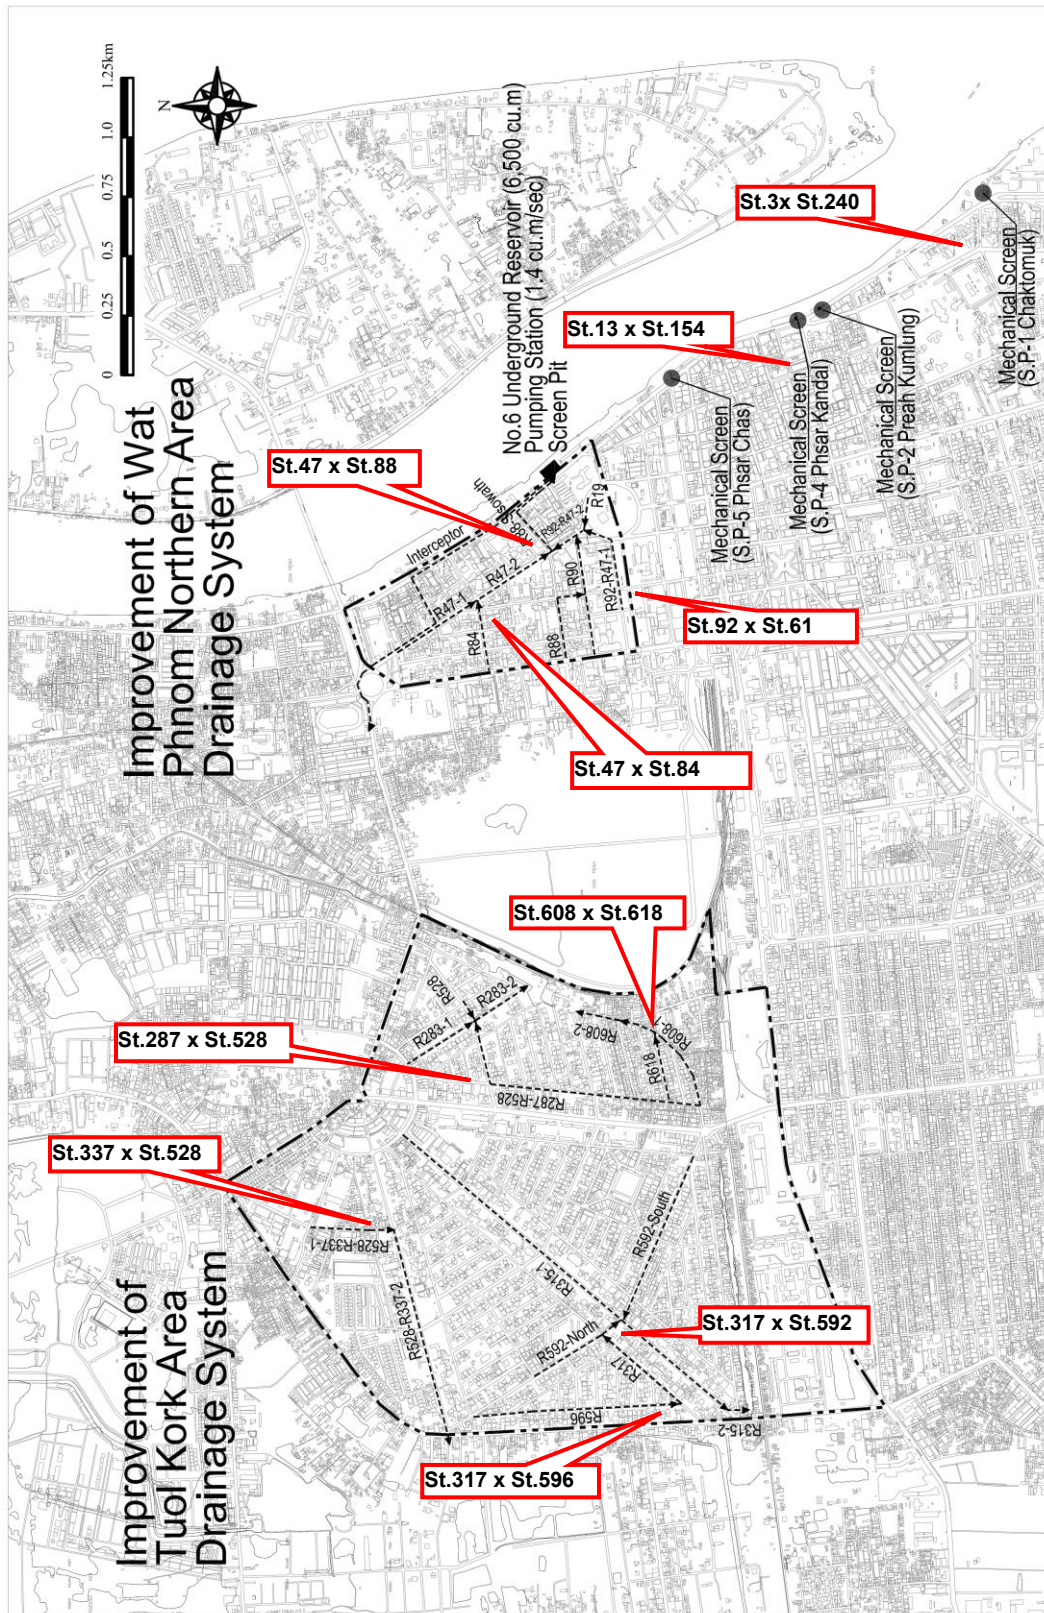 Improvement of Wat
Phnom Northern Area
Drainage System
0
0.25
0.5
0.75
1.0
1.25km
N
No.6 Underground Reservoir (6,500 cu.m)
Pumping Station (1.4 cu.m/sec)
Screen Pit
St.3x St.240
St.13 x St.154
St.47 x St.88
St.92 x St.61
St.47 x St.84
Mechanical Screen
(S.P-1 Chaktomuk)
Mechanical Screen
(S.P-2 Preah Kumlung)
Mechanical Screen
(S.P-4 Phsar Kandal)
Mechanical Screen
(S.P-5 Phsar Chas)
Interceptor
R47-1
R47-2
R84
R88
R90
R92-R47-1
R92-R47-2
R19
St.608 x St.618
St.287 x St.528
St.337 x St.528
St.317 x St.592
St.317 x St.596
R528
R283-1
R283-2
R608-2
R608-1
R618
R287-R528
R528-R337-1
R528-R337-2
R315-1
R592-South
R592-North
R317
R596
R315-2
Improvement of
Tuol Kork Area
Drainage System